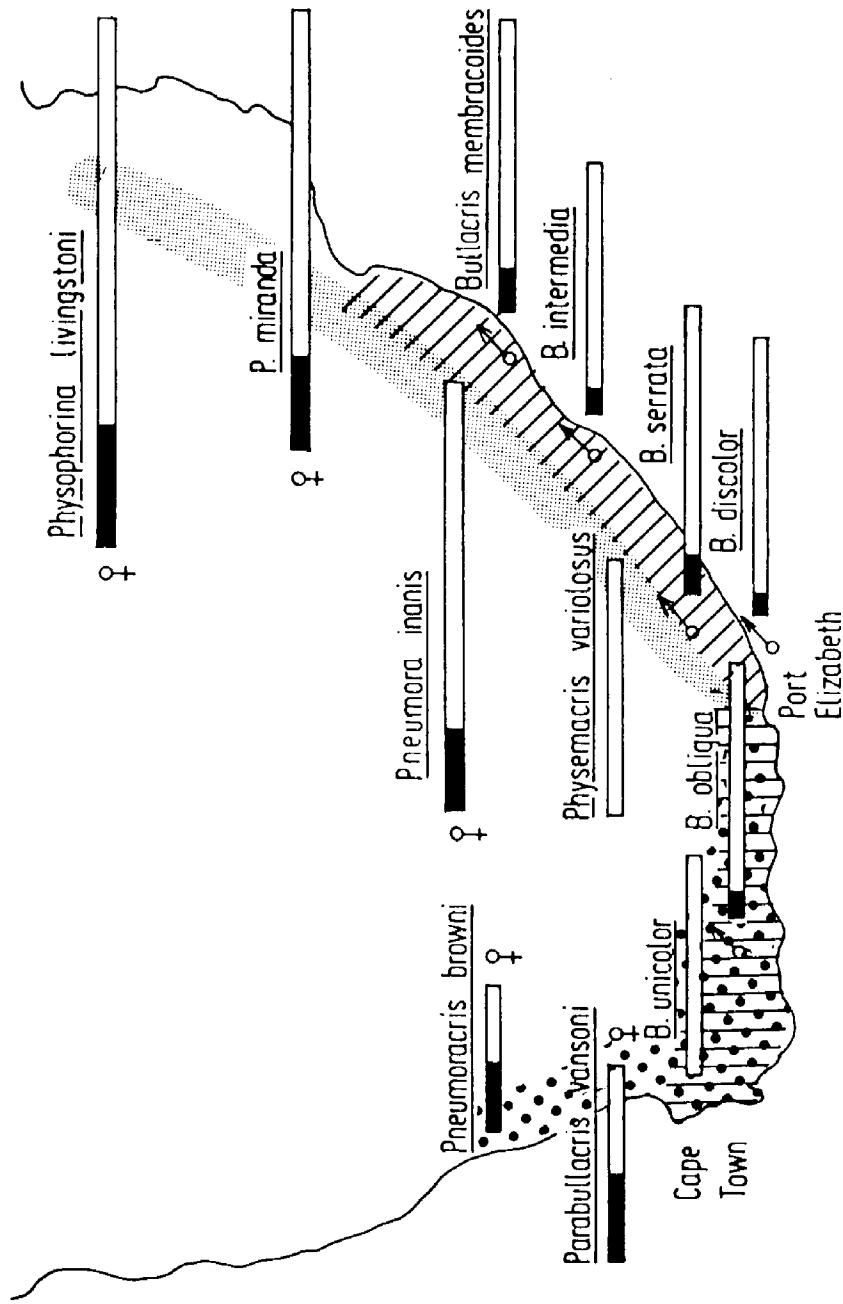 Physophorina livingstoni
♀
P. miranda
♀
Bullacris membracoides
B. intermedia
B. serrata
B. discolor
Pneumora inanis
♀
Physemacris variolosus
Pneumoracris browni
♀
Parabullacris vansoni
♀
B. unicolor
B. obliqua
Cape
Town
Port
Elizabeth